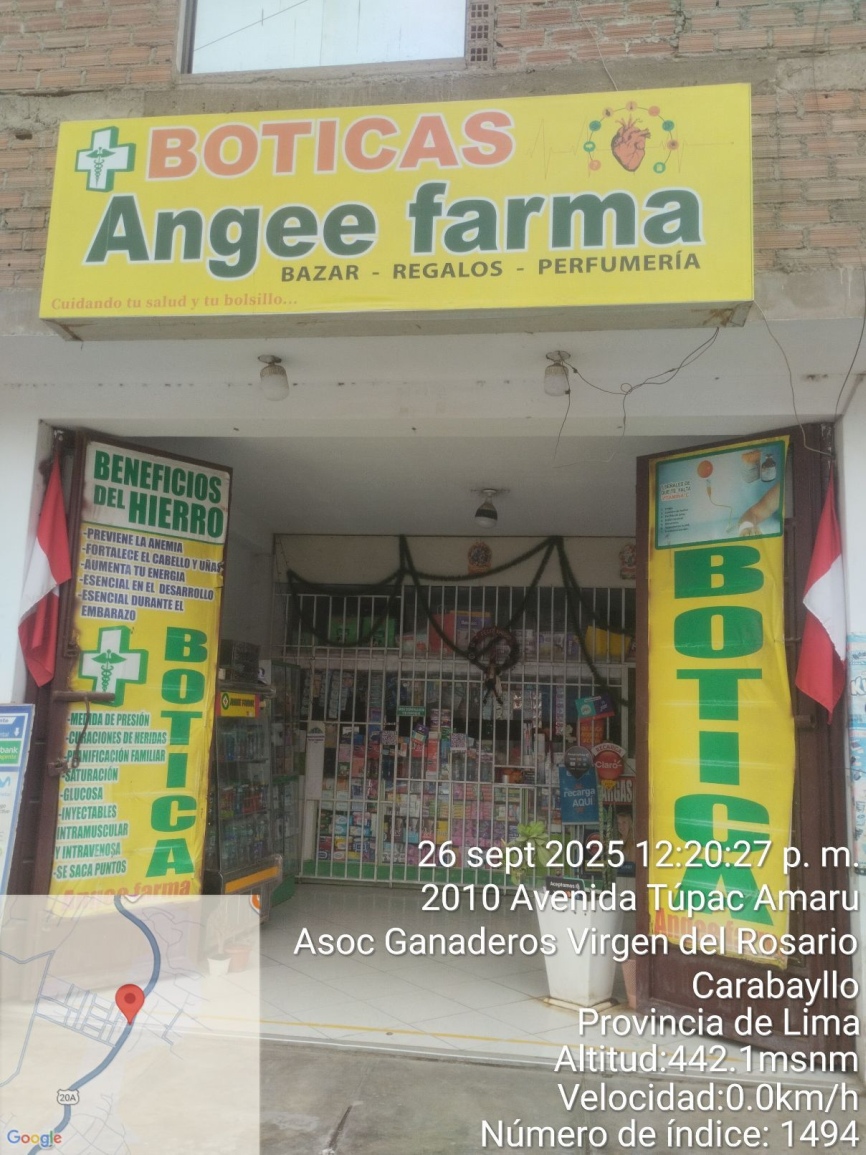 BOTICAS
Angee farma
BAZAR - REGALOS - PERFUMERÍA
Cuidando tu salud y tu bolsillo...
BENEFICIOS
DEL HIERRO
-PREVIENE LA ANEMIA
-FORTALECE EL CABELLO Y UÑAS
-AUMENTA TU ENERGIA
-ESENCIAL EN EL DESARROLLO
-ESENCIAL DURANTE EL
EMBARAZO
BOTICA
-MEDIDA DE PRESIÓN
-CURACIONES DE HERIDAS
-PLANIFICACIÓN FAMILIAR
-SATURACIÓN
-GLUCOSA
-INYECTABLES
INTRAMUSCULAR
Y INTRAVENOSA
-SE SACA PUNTOS
Angee farma
BOTICA
Claro
recarga
AQUÍ
26 sept 2025 12:20:27 p. m.
2010 Avenida Túpac Amaru
Asoc Ganaderos Virgen del Rosario
Carabayllo
Provincia de Lima
Altitud:442.1msnm
Velocidad:0.0km/h
Número de índice: 1494
20A
Google